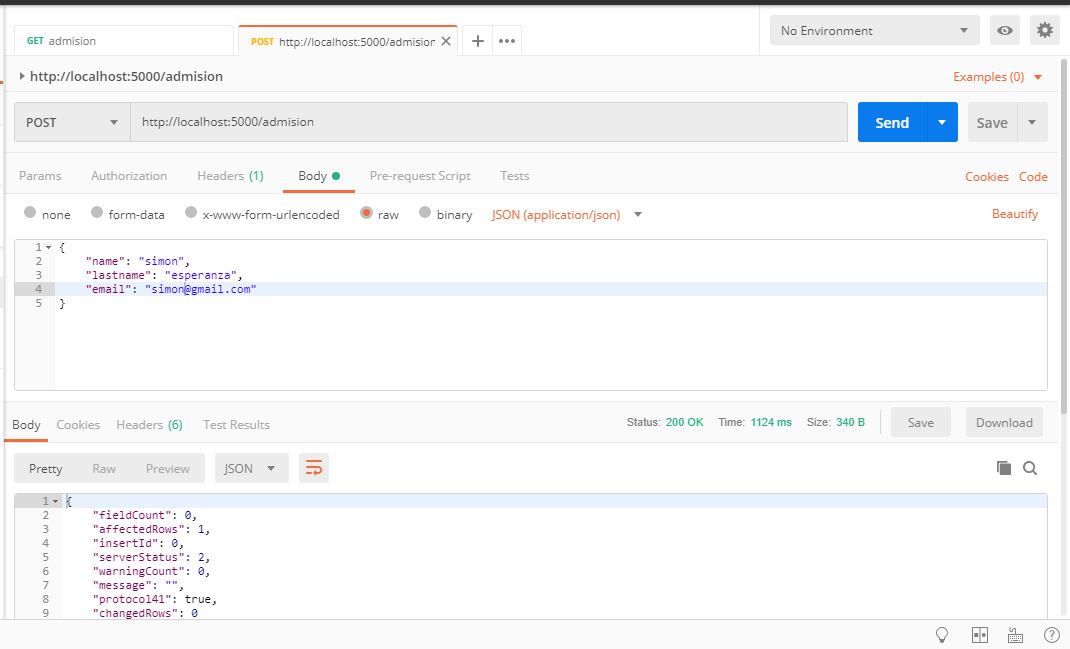 GET admision
POST http://localhost:5000/admision
No Environment
http://localhost:5000/admision
Examples (0)
POST
http://localhost:5000/admision
Send
Save
Params Authorization Headers (1) Body Pre-request Script Tests
Cookies Code
none form-data x-www-form-urlencoded raw binary JSON (application/json)
Beautify
1 {
2 "name": "simon",
3 "lastname": "esperanza",
4 "email": "simon@gmail.com"
5 }
Body Cookies Headers (6) Test Results
Status: 200 OK Time: 1124 ms Size: 340 B
Save
Download
Pretty Raw Preview
JSON
1 {
2 "fieldCount": 0,
3 "affectedRows": 1,
4 "insertId": 0,
5 "serverStatus": 2,
6 "warningCount": 0,
7 "message": "",
8 "protocol41": true,
9 "changedRows": 0